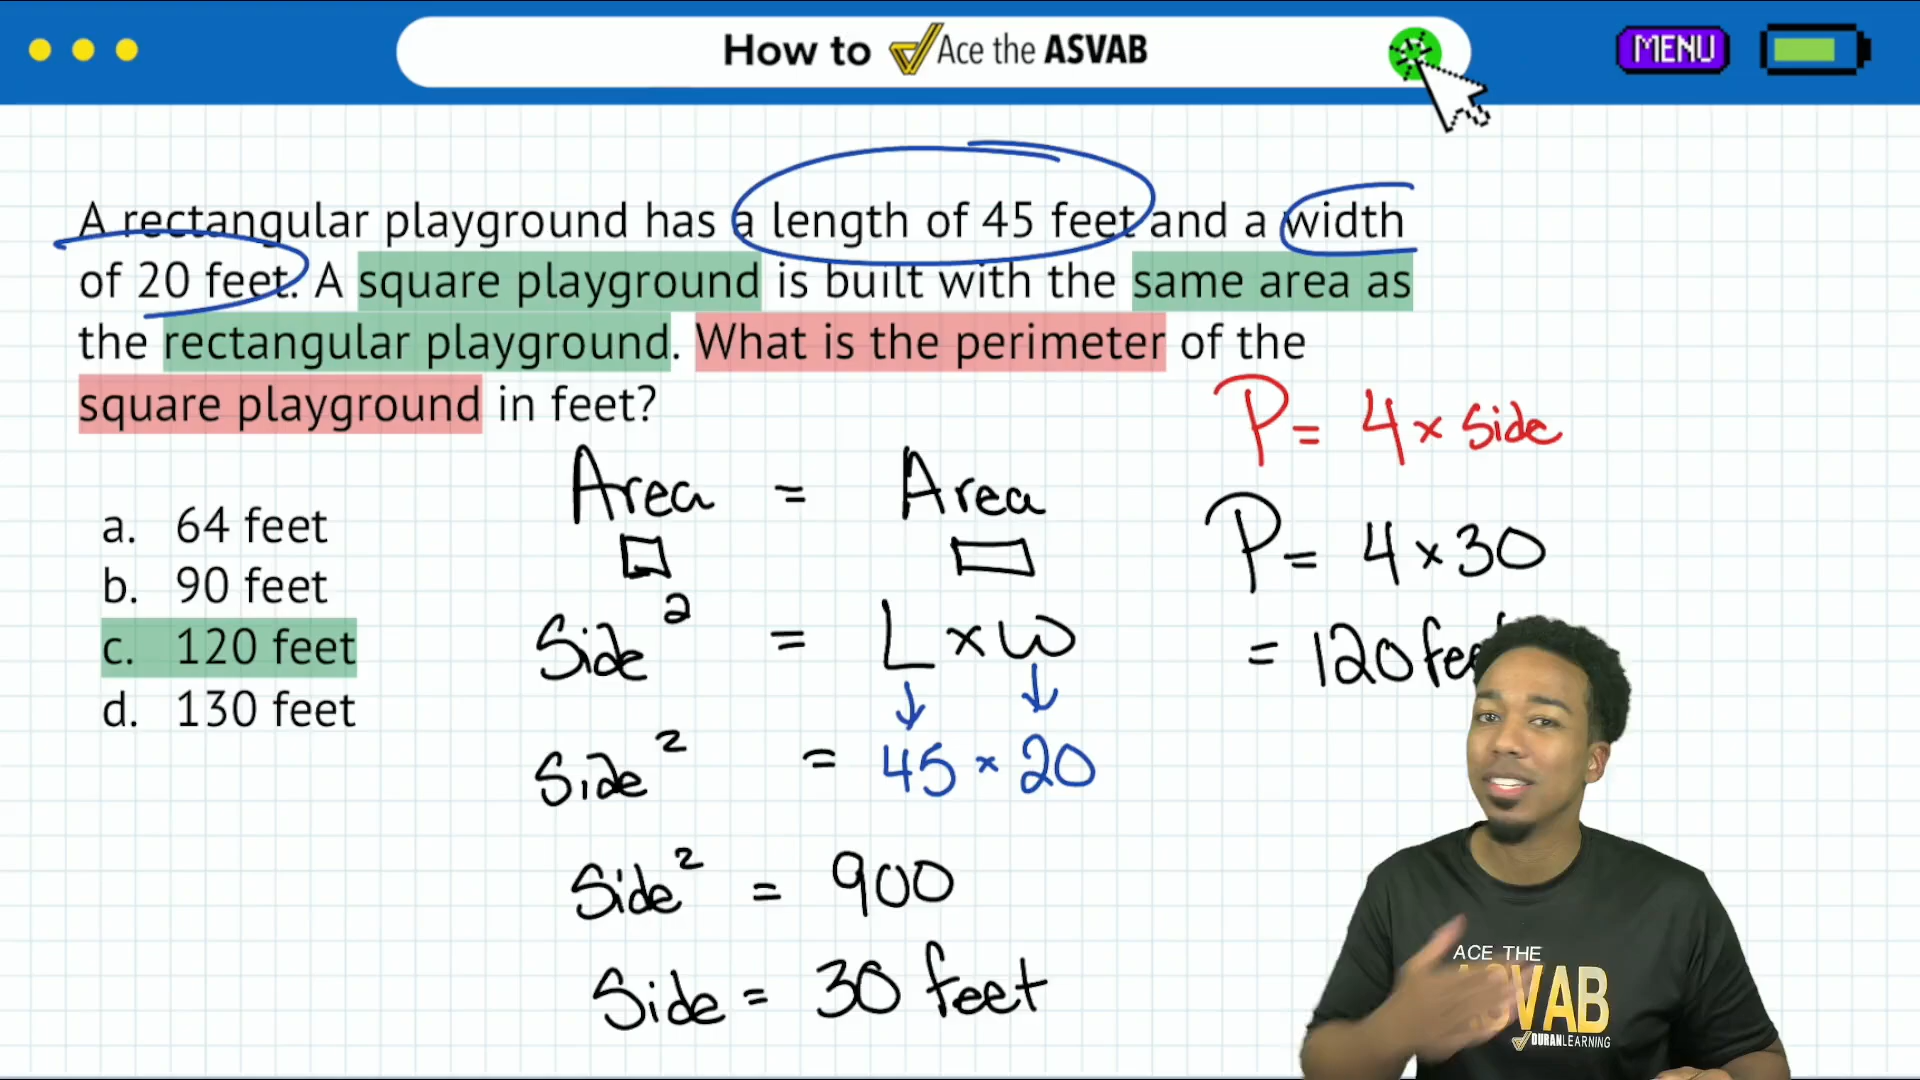 How to Ace the ASVAB
MENU
A rectangular playground has a length of 45 feet and a width
of 20 feet. A square playground is built with the same area as
the rectangular playground. What is the perimeter of the
square playground in feet?
a. 64 feet
b. 90 feet
c. 120 feet
d. 130 feet
Area = Area
Side² = L × W
Side² = 45 × 20
Side² = 900
Side = 30 feet
P = 4 × Side
P = 4 × 30
= 120
ACE THE
VAB
DURANLEARNING